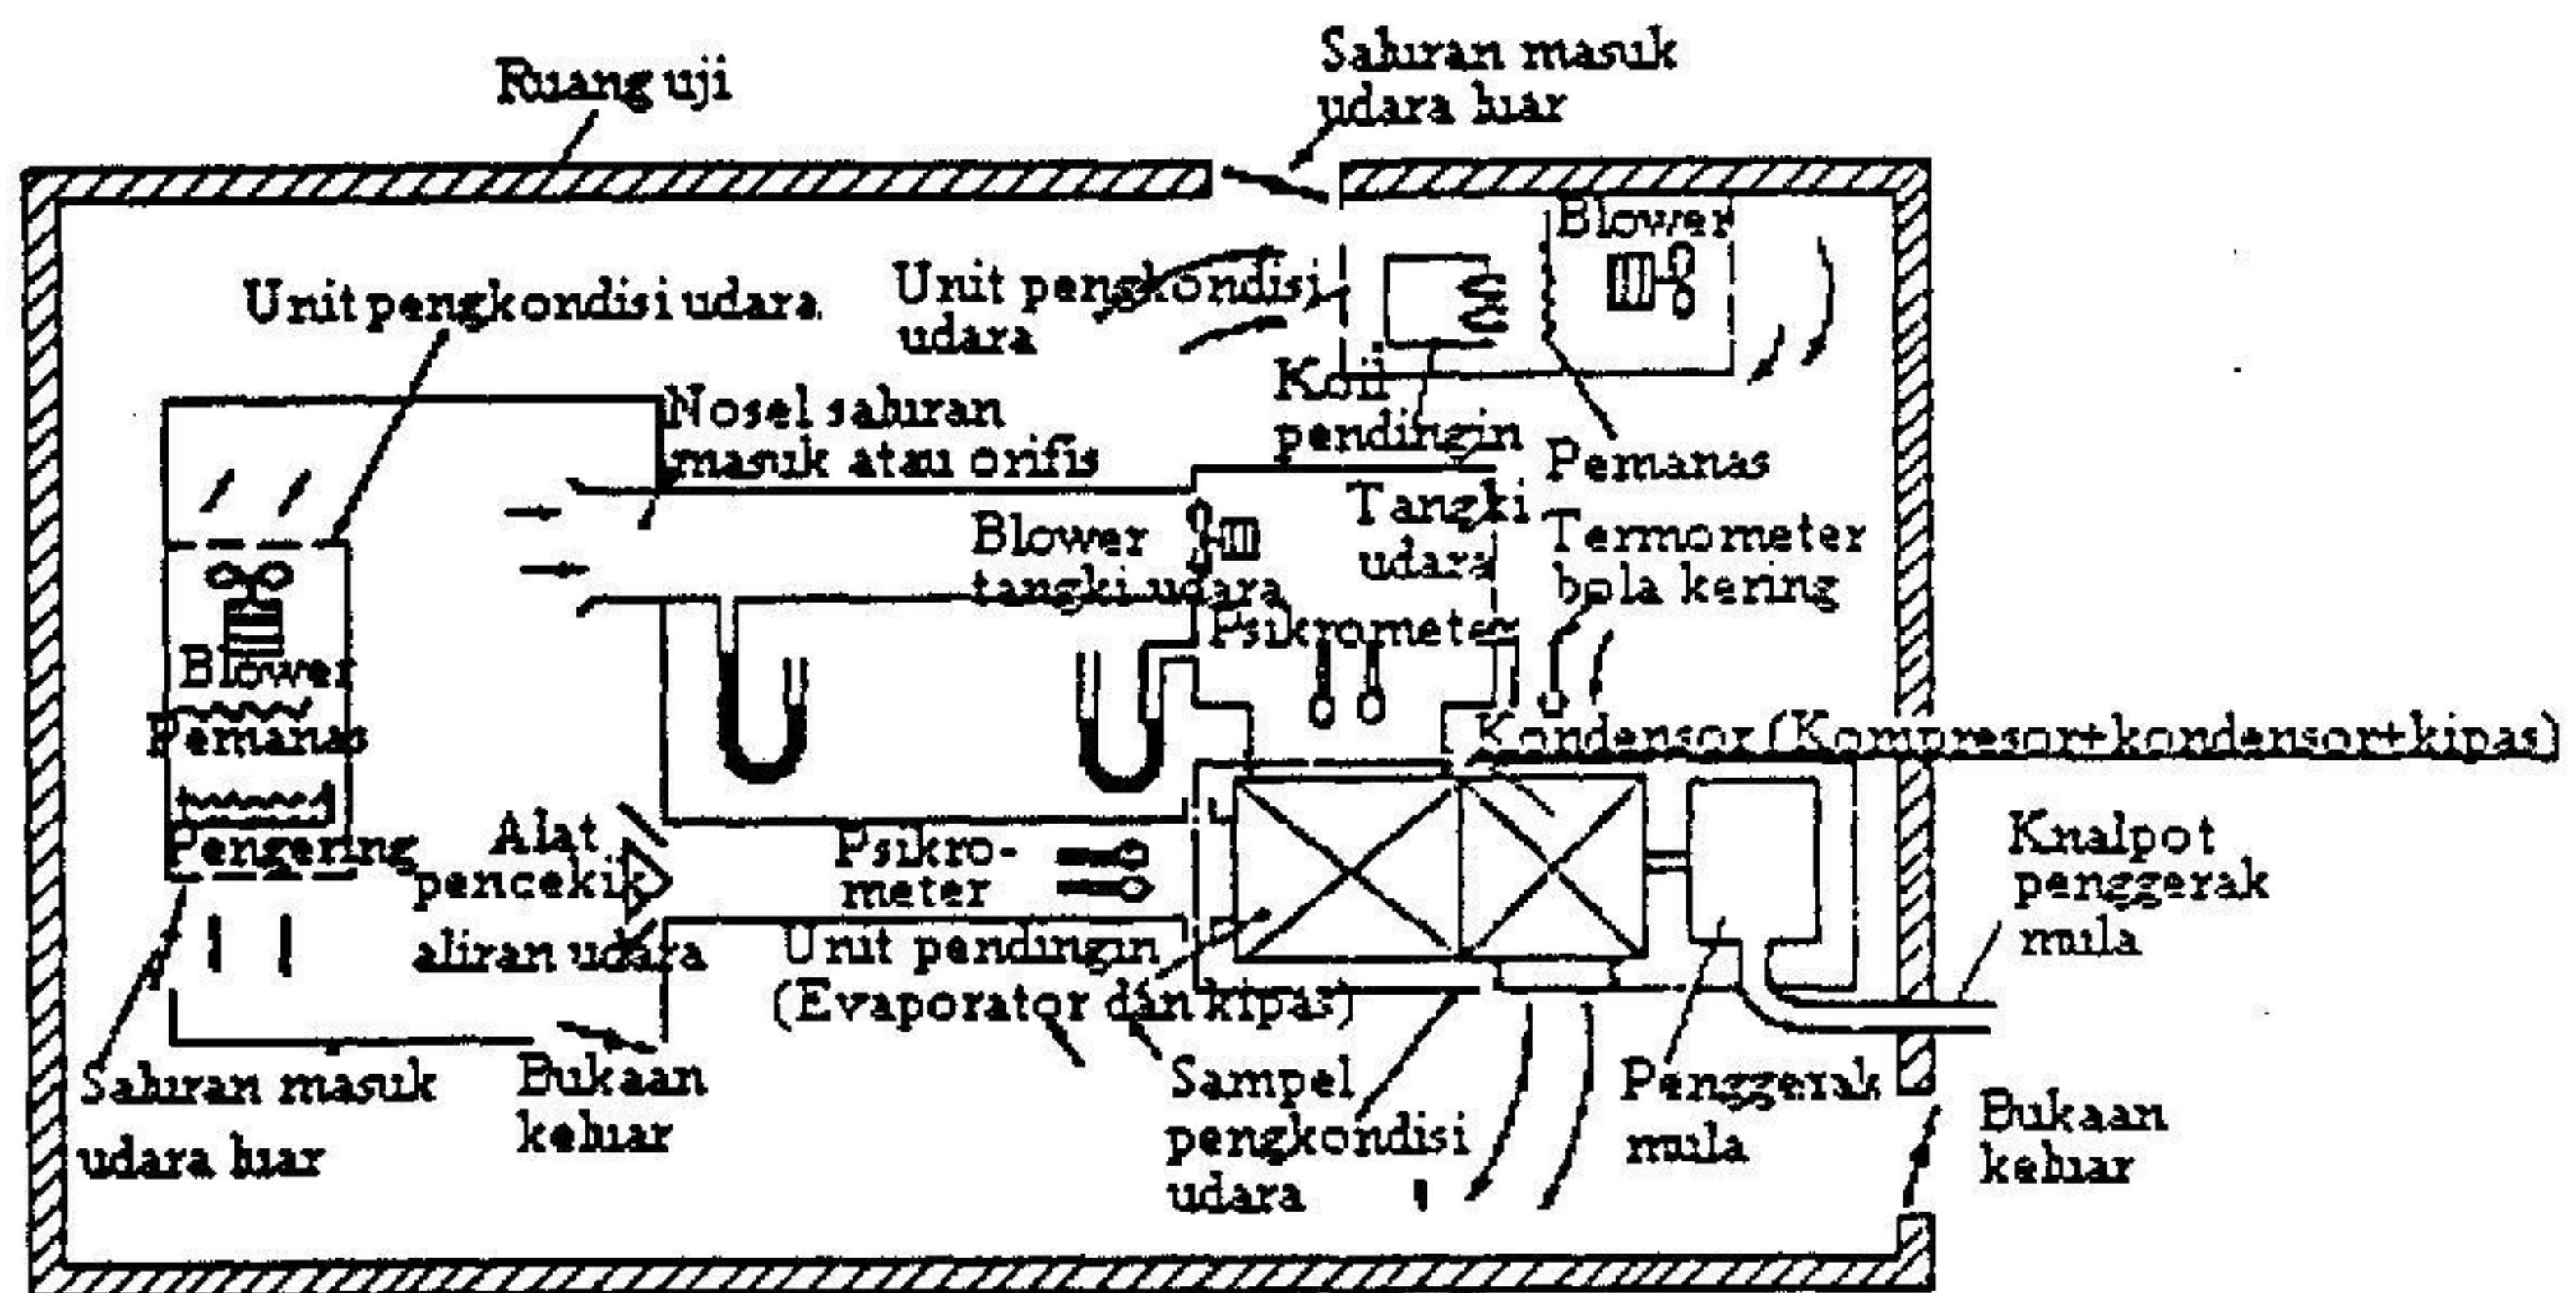 Ruang uji
Saluran masuk
udara luar
Blower
Unit pengkondisi udara
Unit pengkondisi
udara
Koil
pendingin
Nosel saluran
masuk atau orifis
Pemanas
Tangki
udara
Blower
tangki udara
Termometer
bola kering
Psikrometer
Blower
Pemanas
Kondensor (Kompresor+kondensor+kipas)
Pengering
Alat
pencekik
aliran udara
Psikro-
meter
Knalpot
penggerak
mula
Unit pendingin
(Evaporator dan kipas)
Saluran masuk
udara luar
Bukaan
keluar
Sampel
pengkondisi
udara
Penggerak
mula
Bukaan
keluar